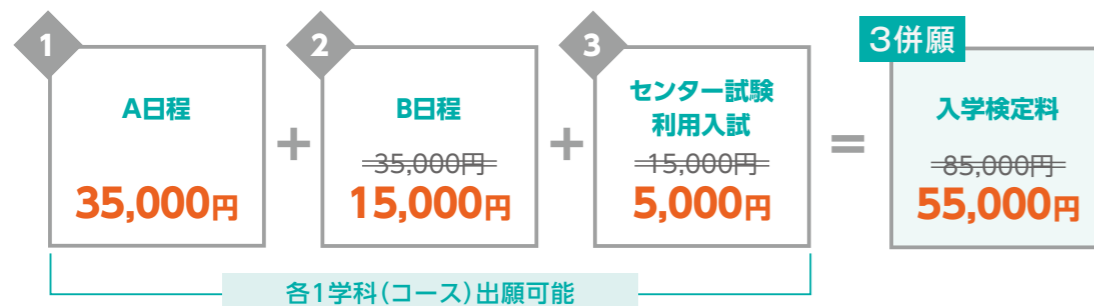 1
A日程
35,000円
+
2
B日程
35,000円
15,000円
+
3
センター試験
利用入試
15,000円
5,000円
=
3併願
入学検定料
85,000円
55,000円
各1学科(コース)出願可能